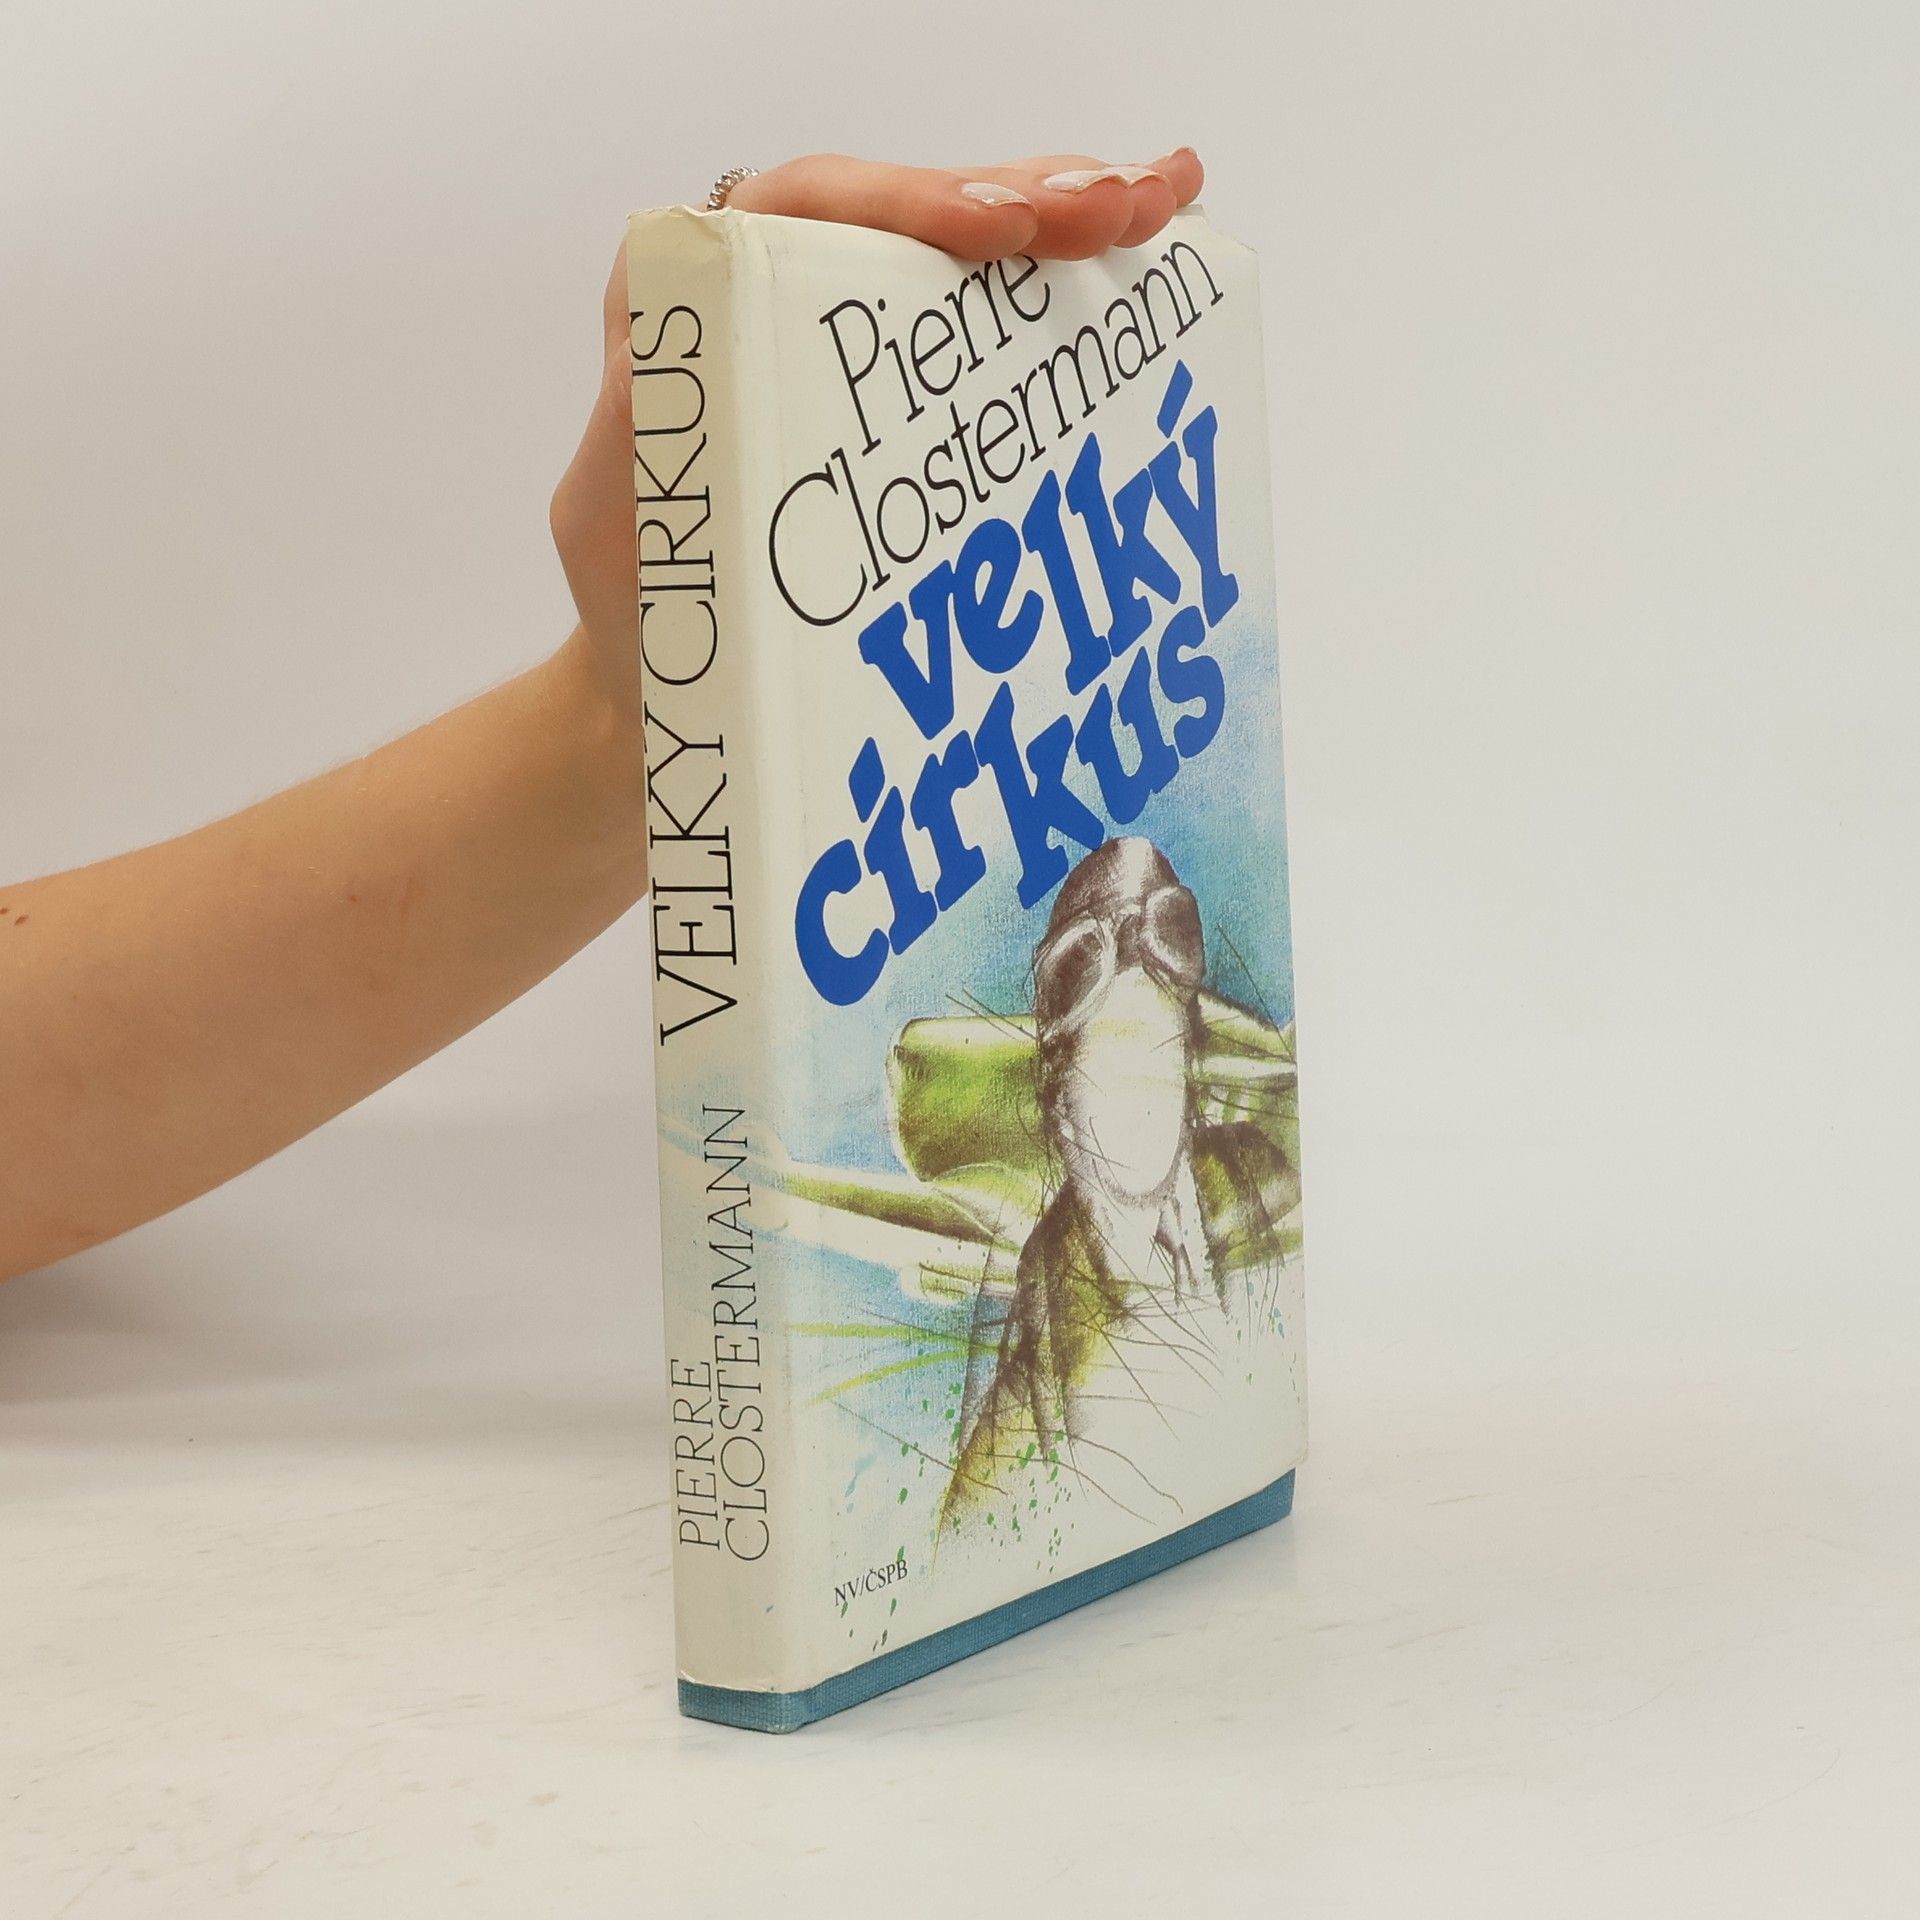 Pierre
Clostermann
velký
cirkus
NV/ČSPB
VELKÝ CIRKUS
PIERRE
CLOSTERMANN